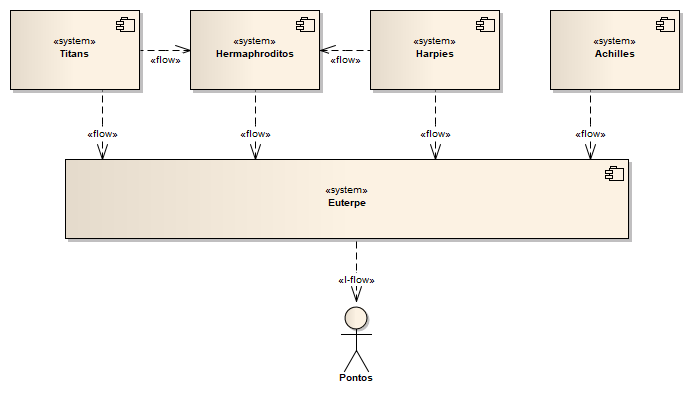 «system»
Titans
«system»
Hermaphroditos
«system»
Harpies
«system»
Achilles
«flow»
«flow»
«flow»
«flow»
«flow»
«flow»
«system»
Euterpe
«I-flow»
Pontos